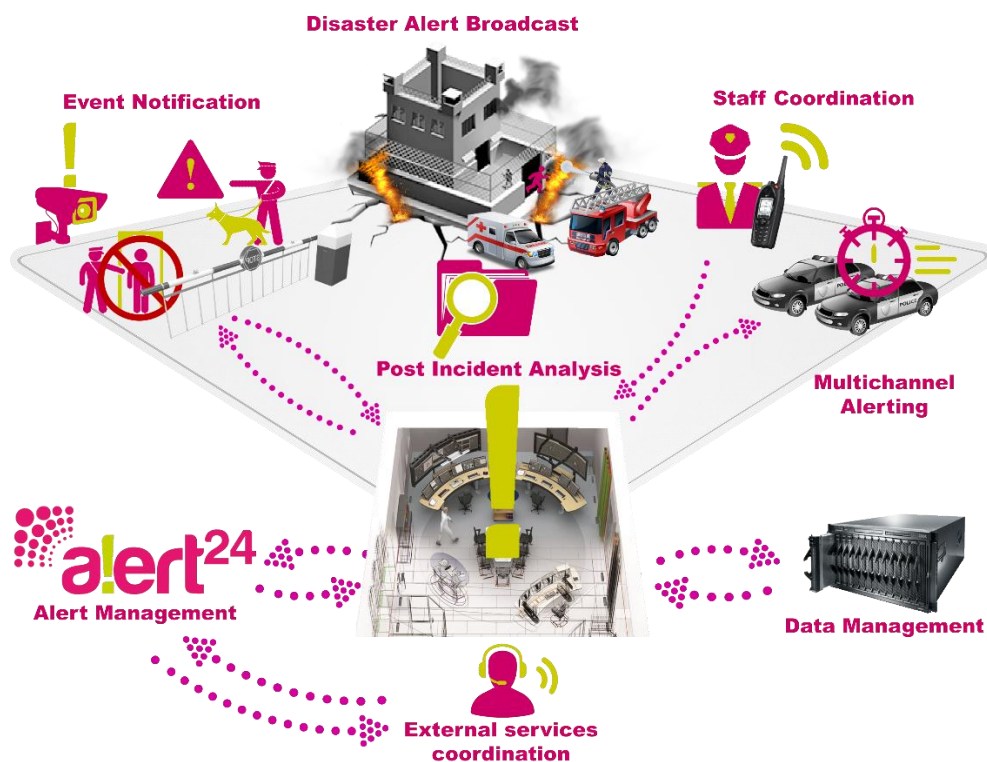 Disaster Alert Broadcast
Event Notification
Staff Coordination
Post Incident Analysis
Multichannel
Alerting
POLICE
a!ert24
Alert Management
Data Management
External services
coordination